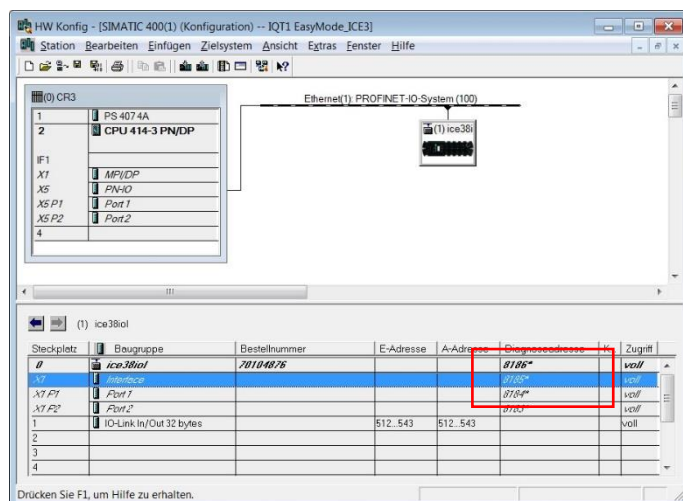 HW Konfig - [SIMATIC 400(1) (Konfiguration) -- IQT1 EasyMode_ICE3]
Station Bearbeiten Einfügen Zielsystem Ansicht Extras Fenster Hilfe
(0) CR3
1 PS 407 4A
2 CPU 414-3 PN/DP
IF1
X1 MPI/DP
X5 PN-IO
X5 P1 Port 1
X5 P2 Port 2
4
Ethernet(1): PROFINET-IO-System (100)
(1) ice38i
(1) ice38iol
Steckplatz Baugruppe Bestellnummer E-Adresse A-Adresse Diagnoseadresse K... Zugriff
0 ice38iol 70104876 8186* voll
X1 Interface 8185* voll
X1 P1 Port 1 8184* voll
X1 P2 Port 2 8183* voll
1 IO-Link In/Out 32 bytes 512...543 512...543 voll
2
3
4
Drücken Sie F1, um Hilfe zu erhalten.